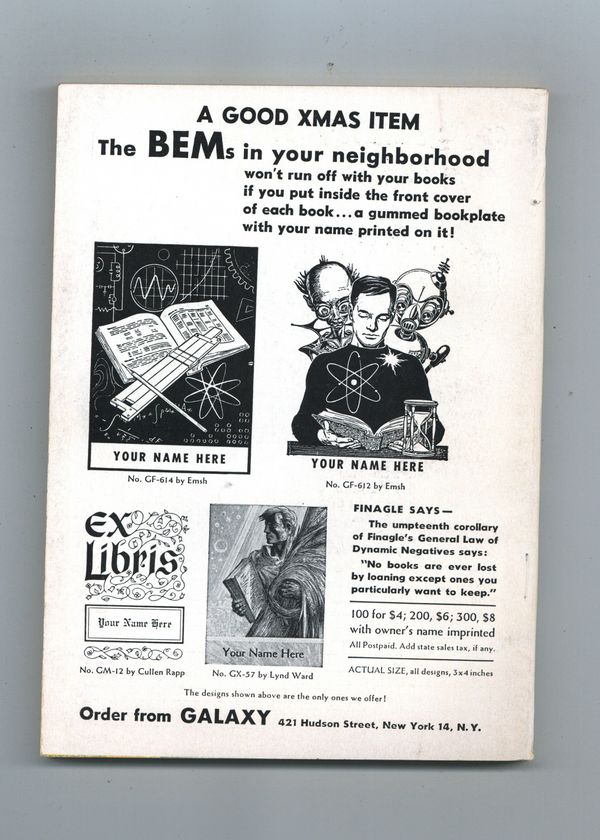 A GOOD XMAS ITEM
The BEMs in your neighborhood
won't run off with your books
if you put inside the front cover
of each book...a gummed bookplate
with your name printed on it!
YOUR NAME HERE
No. GF-614 by Emsh
YOUR NAME HERE
No. GF-612 by Emsh
EX
Libris
Your Name Here
No. GM-12 by Cullen Rapp
Your Name Here
No. GX-57 by Lynd Ward
FINAGLE SAYS—
The umpteenth corollary
of Finagle's General Law of
Dynamic Negatives says:
"No books are ever lost
by loaning except ones you
particularly want to keep."
100 for $4; 200, $6; 300, $8
with owner's name imprinted
All Postpaid. Add state sales tax, if any.
ACTUAL SIZE, all designs, 3x4 inches
The designs shown above are the only ones we offer!
Order from GALAXY 421 Hudson Street, New York 14, N.Y.